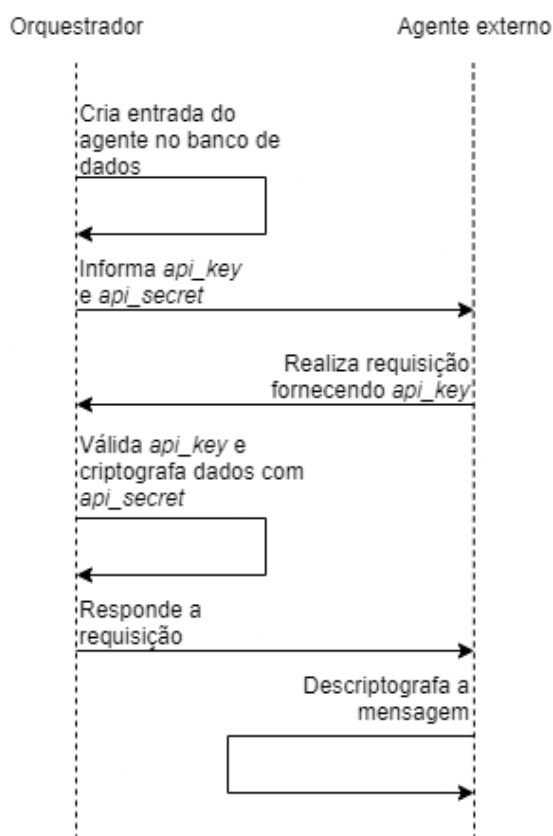 Orquestrador
Agente externo
Cria entrada do
agente no banco de
dados
Informa api_key
e api_secret
Realiza requisição
fornecendo api_key
Válida api_key e
criptografa dados com
api_secret
Responde a
requisição
Descriptografa a
mensagem